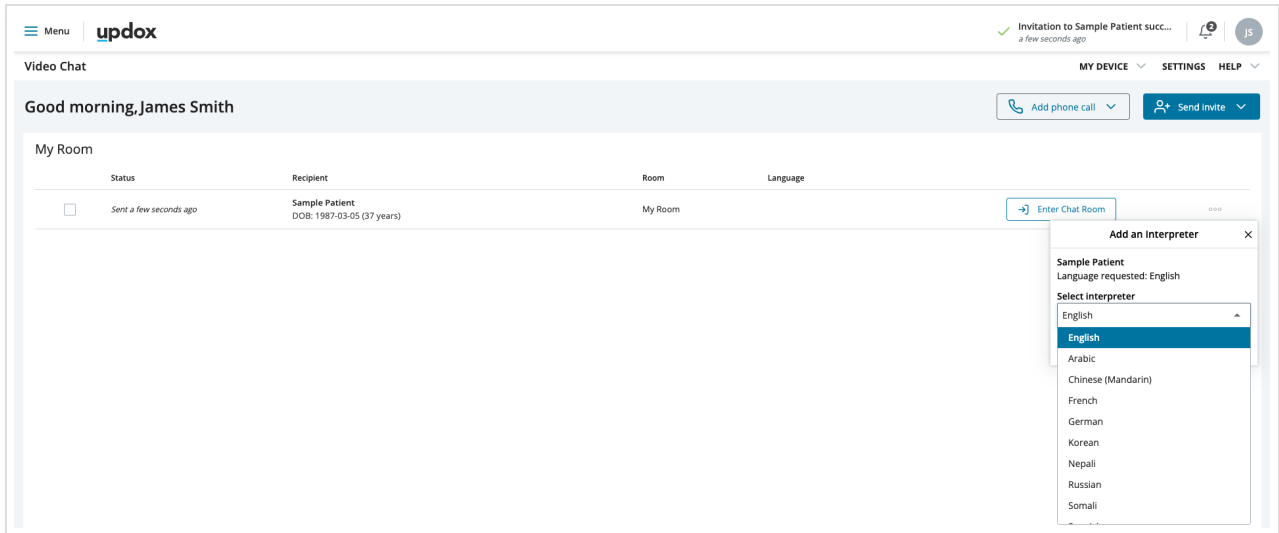 Menu
updox
Invitation to Sample Patient succ...
a few seconds ago
2
JS
Video Chat
MY DEVICE
SETTINGS
HELP
Good morning, James Smith
Add phone call
Send invite
My Room
Status Recipient Room Language
Sent a few seconds ago
Sample Patient
DOB: 1987-03-05 (37 years)
My Room
Enter Chat Room
Add an Interpreter
Sample Patient
Language requested: English
Select interpreter
English
English
Arabic
Chinese (Mandarin)
French
German
Korean
Nepali
Russian
Somali